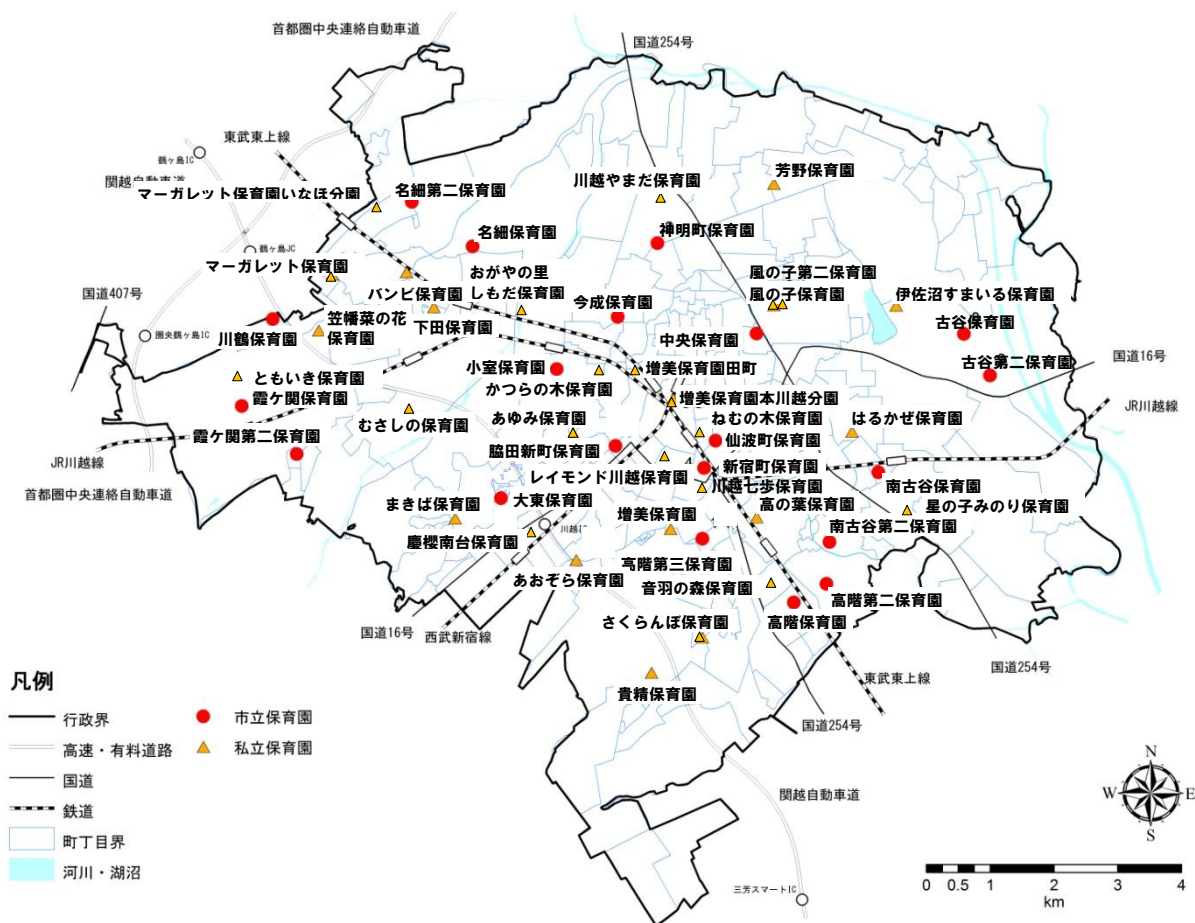 首都圏中央連絡自動車道
国道254号
東武東上線
鶴ヶ島IC
関越自動車道
マーガレット保育園いなほ分園
名細第二保育園
川越やまだ保育園
芳野保育園
名細保育園
神明町保育園
鶴ヶ島JC
マーガレット保育園
おがやの里
しもだ保育園
風の子第二保育園
風の子保育園
伊佐沼すまいる保育園
国道407号
バンビ保育園
今成保育園
古谷保育園
圏央鶴ヶ島IC
川鶴保育園
笠幡菜の花
保育園
下田保育園
中央保育園
国道16号
小室保育園
増美保育園田町
古谷第二保育園
ともいき保育園
かつらの木保育園
増美保育園本川越分園
JR川越線
霞ケ関保育園
むさしの保育園
あゆみ保育園
ねむの木保育園
はるかぜ保育園
霞ケ関第二保育園
脇田新町保育園
仙波町保育園
JR川越線
レイモンド川越保育園
新宿町保育園
南古谷保育園
首都圏中央連絡自動車道
川越七歩保育園
まきば保育園
大東保育園
増美保育園
高の葉保育園
星の子みのり保育園
川越IC
南古谷第二保育園
慶櫻南台保育園
あおぞら保育園
高階第三保育園
音羽の森保育園
高階第二保育園
さくらんぼ保育園
高階保育園
国道16号
西武新宿線
国道254号
東武東上線
貴精保育園
国道254号
凡例
行政界
市立保育園
高速・有料道路
私立保育園
国道
鉄道
町丁目界
河川・湖沼
関越自動車道
三芳スマートIC
N
W
E
S
0 0.5 1 2 3 4
km